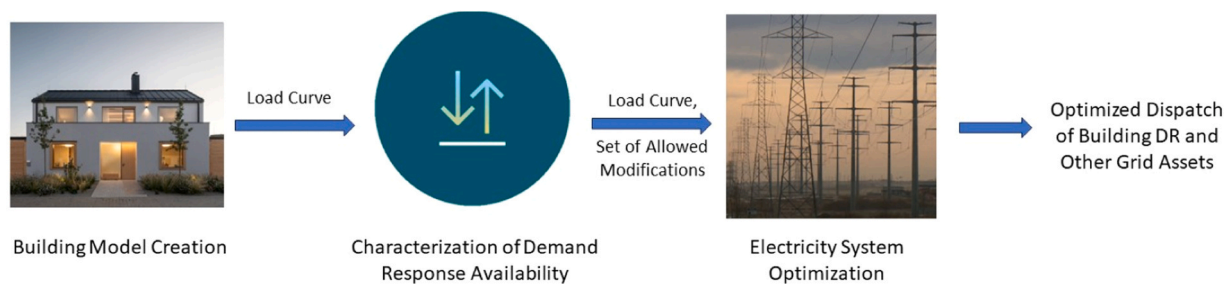 Load Curve
Load Curve,
Set of Allowed
Modifications
Optimized Dispatch
of Building DR and
Other Grid Assets
Building Model Creation
Characterization of Demand
Response Availability
Electricity System
Optimization